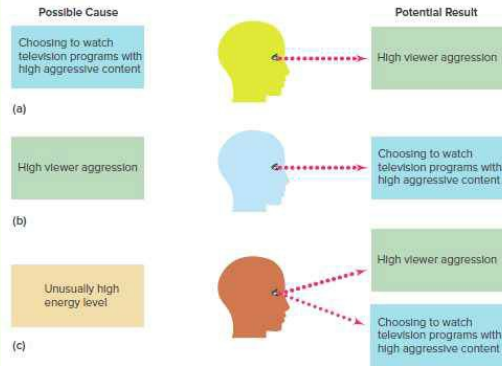 Possible Cause
Potential Result
Choosing to watch
television programs with
high aggressive content
High viewer aggression
(a)
High viewer aggression
Choosing to watch
television programs with
high aggressive content
(b)
Unusually high
energy level
High viewer aggression
Choosing to watch
television programs with
high aggressive content
(c)